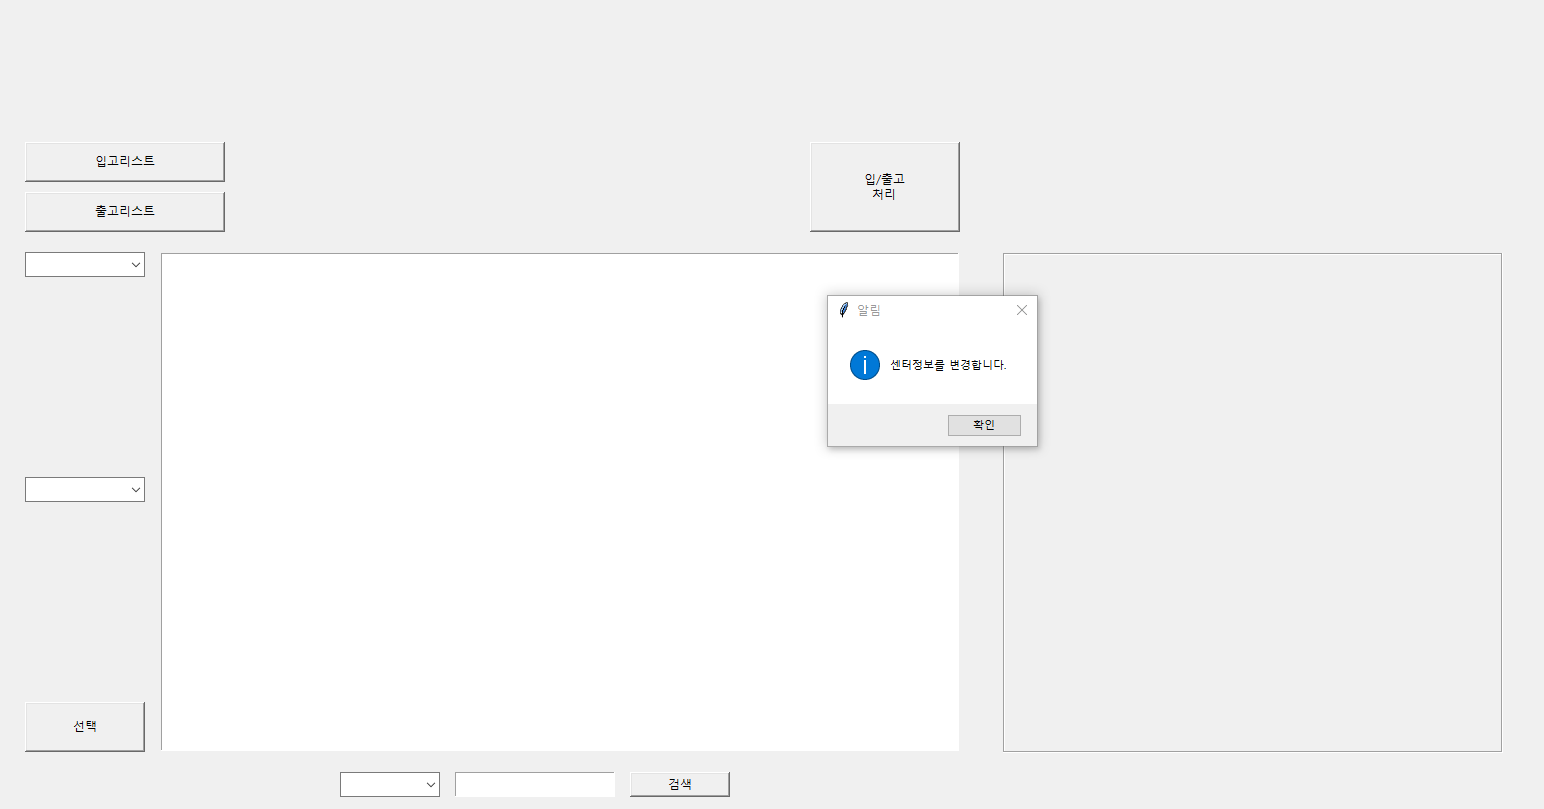 입고리스트
출고리스트
입/출고
처리
알림
센터정보를 변경합니다.
확인
선택
검색